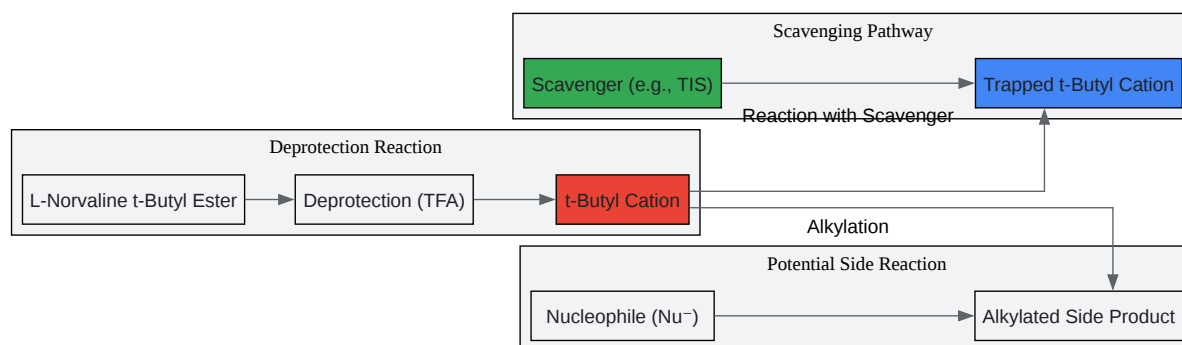 Scavenging Pathway
Scavenger (e.g., TIS)
Trapped t-Butyl Cation
Reaction with Scavenger
Deprotection Reaction
L-Norvaline t-Butyl Ester
Deprotection (TFA)
t-Butyl Cation
Alkylation
Potential Side Reaction
Nucleophile (Nu⁻)
Alkylated Side Product